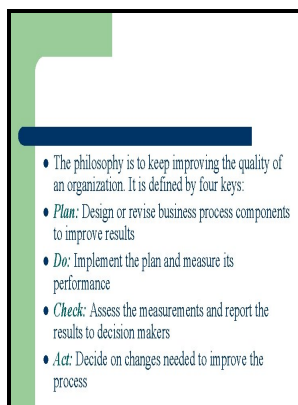 The philosophy is to keep improving the quality of
an organization. It is defined by four keys:
Plan: Design or revise business process components
to improve results
Do: Implement the plan and measure its
performance
Check: Assess the measurements and report the
results to decision makers
Act: Decide on changes needed to improve the
process